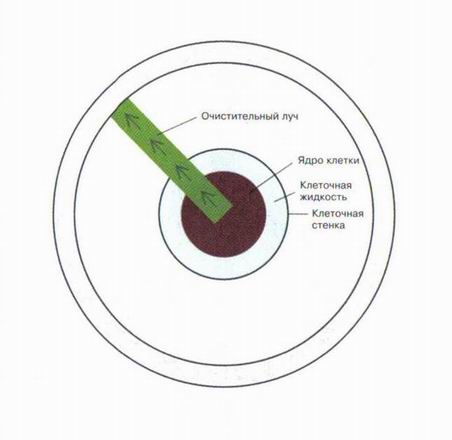 Очистительный луч
Ядро клетки
Клеточная
жидкость
Клеточная
стенка